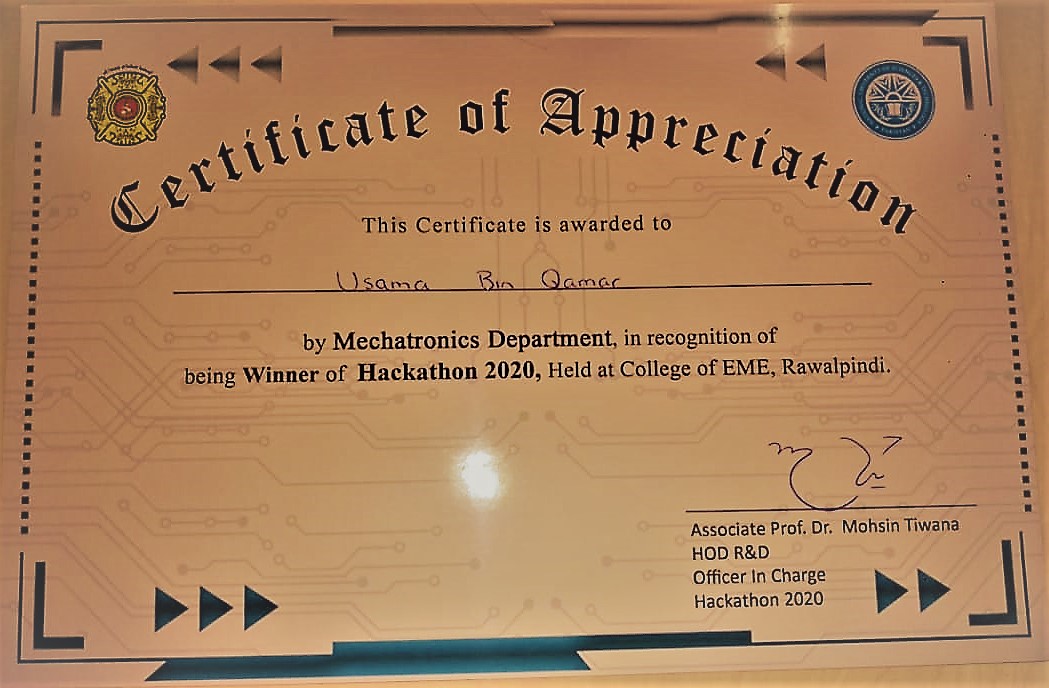 Certificate of Appreciation
This Certificate is awarded to
Usama Bin Qamar
by Mechatronics Department, in recognition of
being Winner of Hackathon 2020, Held at College of EME, Rawalpindi.
Associate Prof. Dr. Mohsin Tiwana
HOD R&D
Officer In Charge
Hackathon 2020